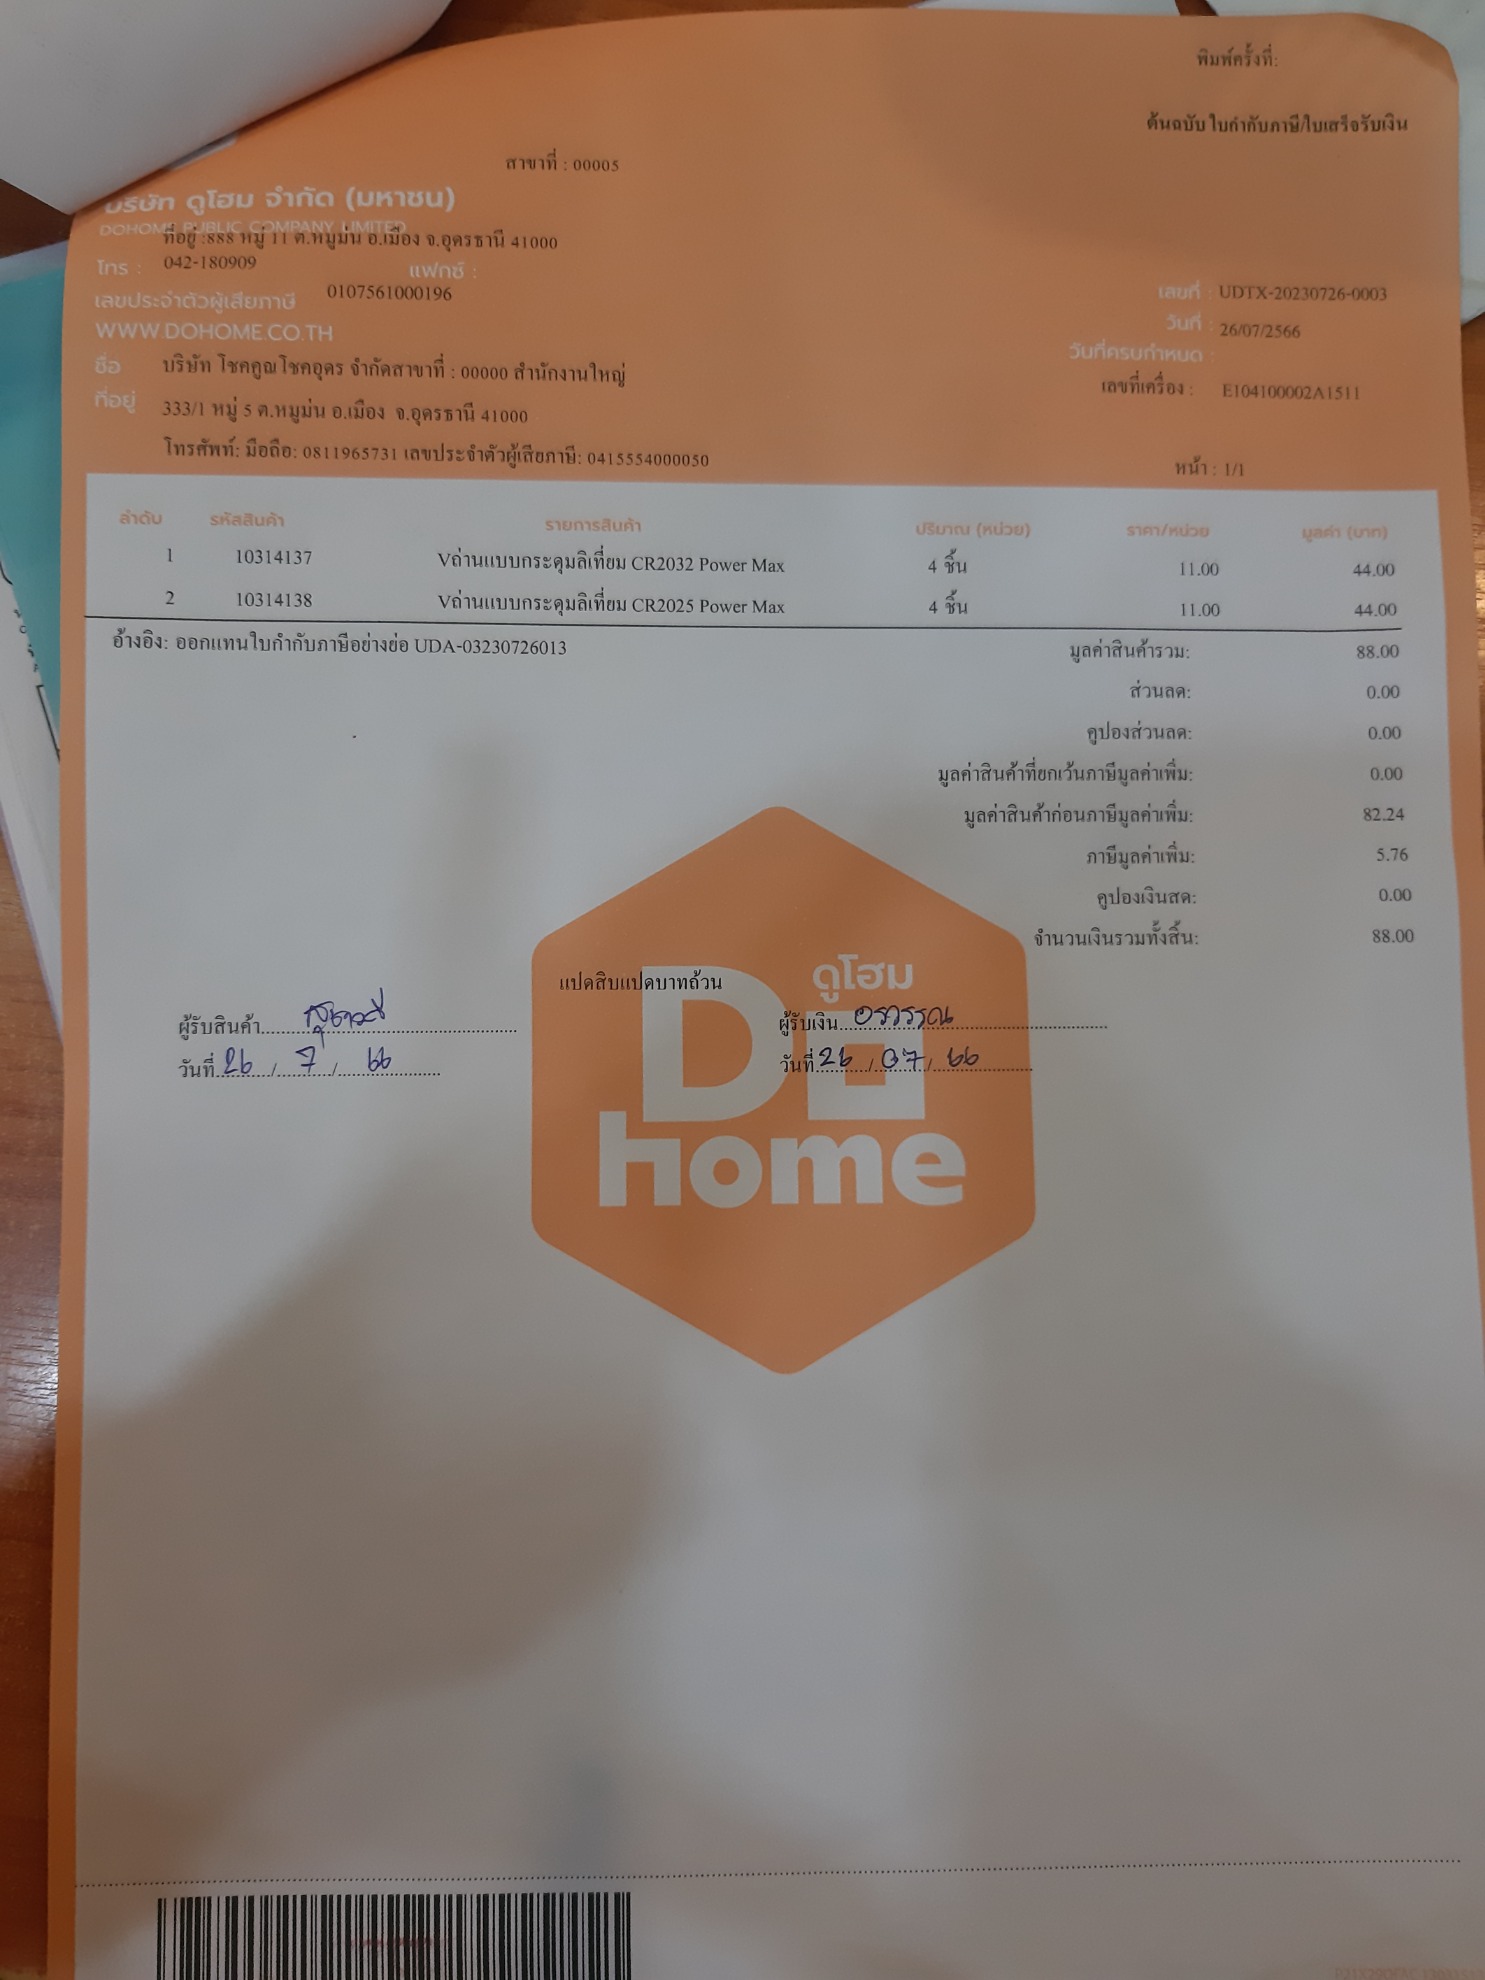 พิมพ์ครั้งที่:
ต้นฉบับ ใบกำกับภาษี/ใบเสร็จรับเงิน
สาขาที่ : 00005
บริษัท ดูโฮม จำกัด (มหาชน)
DOHOME PUBLIC COMPANY LIMITED
ที่อยู่ :888 หมู่ 11 ต.หมูม่น อ.เมือง จ.อุดรธานี 41000
โทร : 042-180909 แฟกซ์ :
เลขประจำตัวผู้เสียภาษี 0107561000196
เลขที่ : UDTX-20230726-0003
WWW.DOHOME.CO.TH
วันที่ : 26/07/2566
วันที่ครบกำหนด :
ชื่อ บริษัท โชคคูณโชคอุดร จำกัดสาขาที่ : 00000 สำนักงานใหญ่
เลขที่เครื่อง : E104100002A1511
ที่อยู่ 333/1 หมู่ 5 ต.หมูม่น อ.เมือง จ.อุดรธานี 41000
โทรศัพท์: มือถือ: 0811965731 เลขประจำตัวผู้เสียภาษี: 0415554000050
หน้า : 1/1
ลำดับ รหัสสินค้า รายการสินค้า ปริมาณ (หน่วย) ราคา/หน่วย มูลค่า (บาท)
1 10314137 Vถ่านแบบกระดุมลิเที่ยม CR2032 Power Max 4 ชิ้น 11.00 44.00
2 10314138 Vถ่านแบบกระดุมลิเที่ยม CR2025 Power Max 4 ชิ้น 11.00 44.00
อ้างอิง: ออกแทนใบกำกับภาษีอย่างย่อ UDA-03230726013
มูลค่าสินค้ารวม: 88.00
ส่วนลด: 0.00
คูปองส่วนลด: 0.00
มูลค่าสินค้าที่ยกเว้นภาษีมูลค่าเพิ่ม: 0.00
มูลค่าสินค้าก่อนภาษีมูลค่าเพิ่ม: 82.24
ภาษีมูลค่าเพิ่ม: 5.76
คูปองเงินสด: 0.00
จำนวนเงินรวมทั้งสิ้น: 88.00
แปดสิบแปดบาทถ้วน
ผู้รับสินค้า
ผู้รับเงิน อรวรรณ
วันที่ 26 / 7 / 66
วันที่ 26 / 07 / 66
ดูโฮม
Do
home